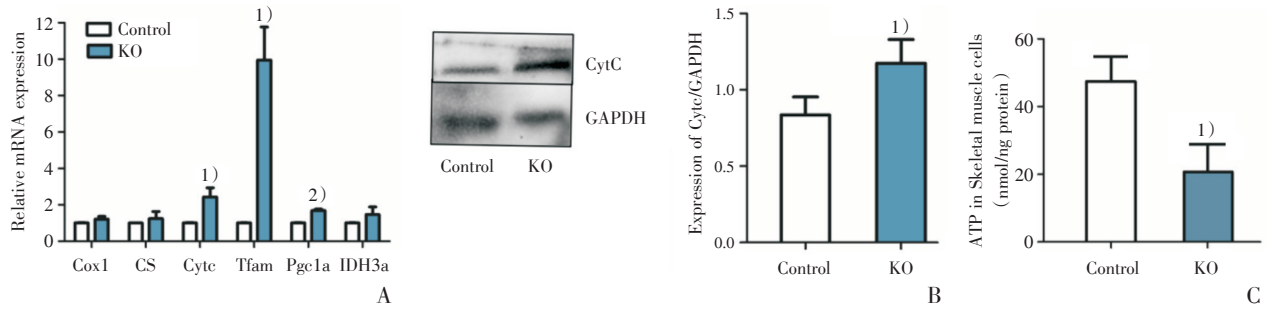 Relative mRNA expression
12
10
8
6
4
2
0
Control
KO
1)
1)
2)
Cox1 CS Cytc Tfam Pgc1a IDH3a
A
CytC
GAPDH
Control KO
Expression of Cytc/GAPDH
1.5
1.0
0.5
0.0
1)
Control KO
B
ATP in Skeletal muscle cells
(nmol/ng protein)
60
40
20
0
1)
Control KO
C